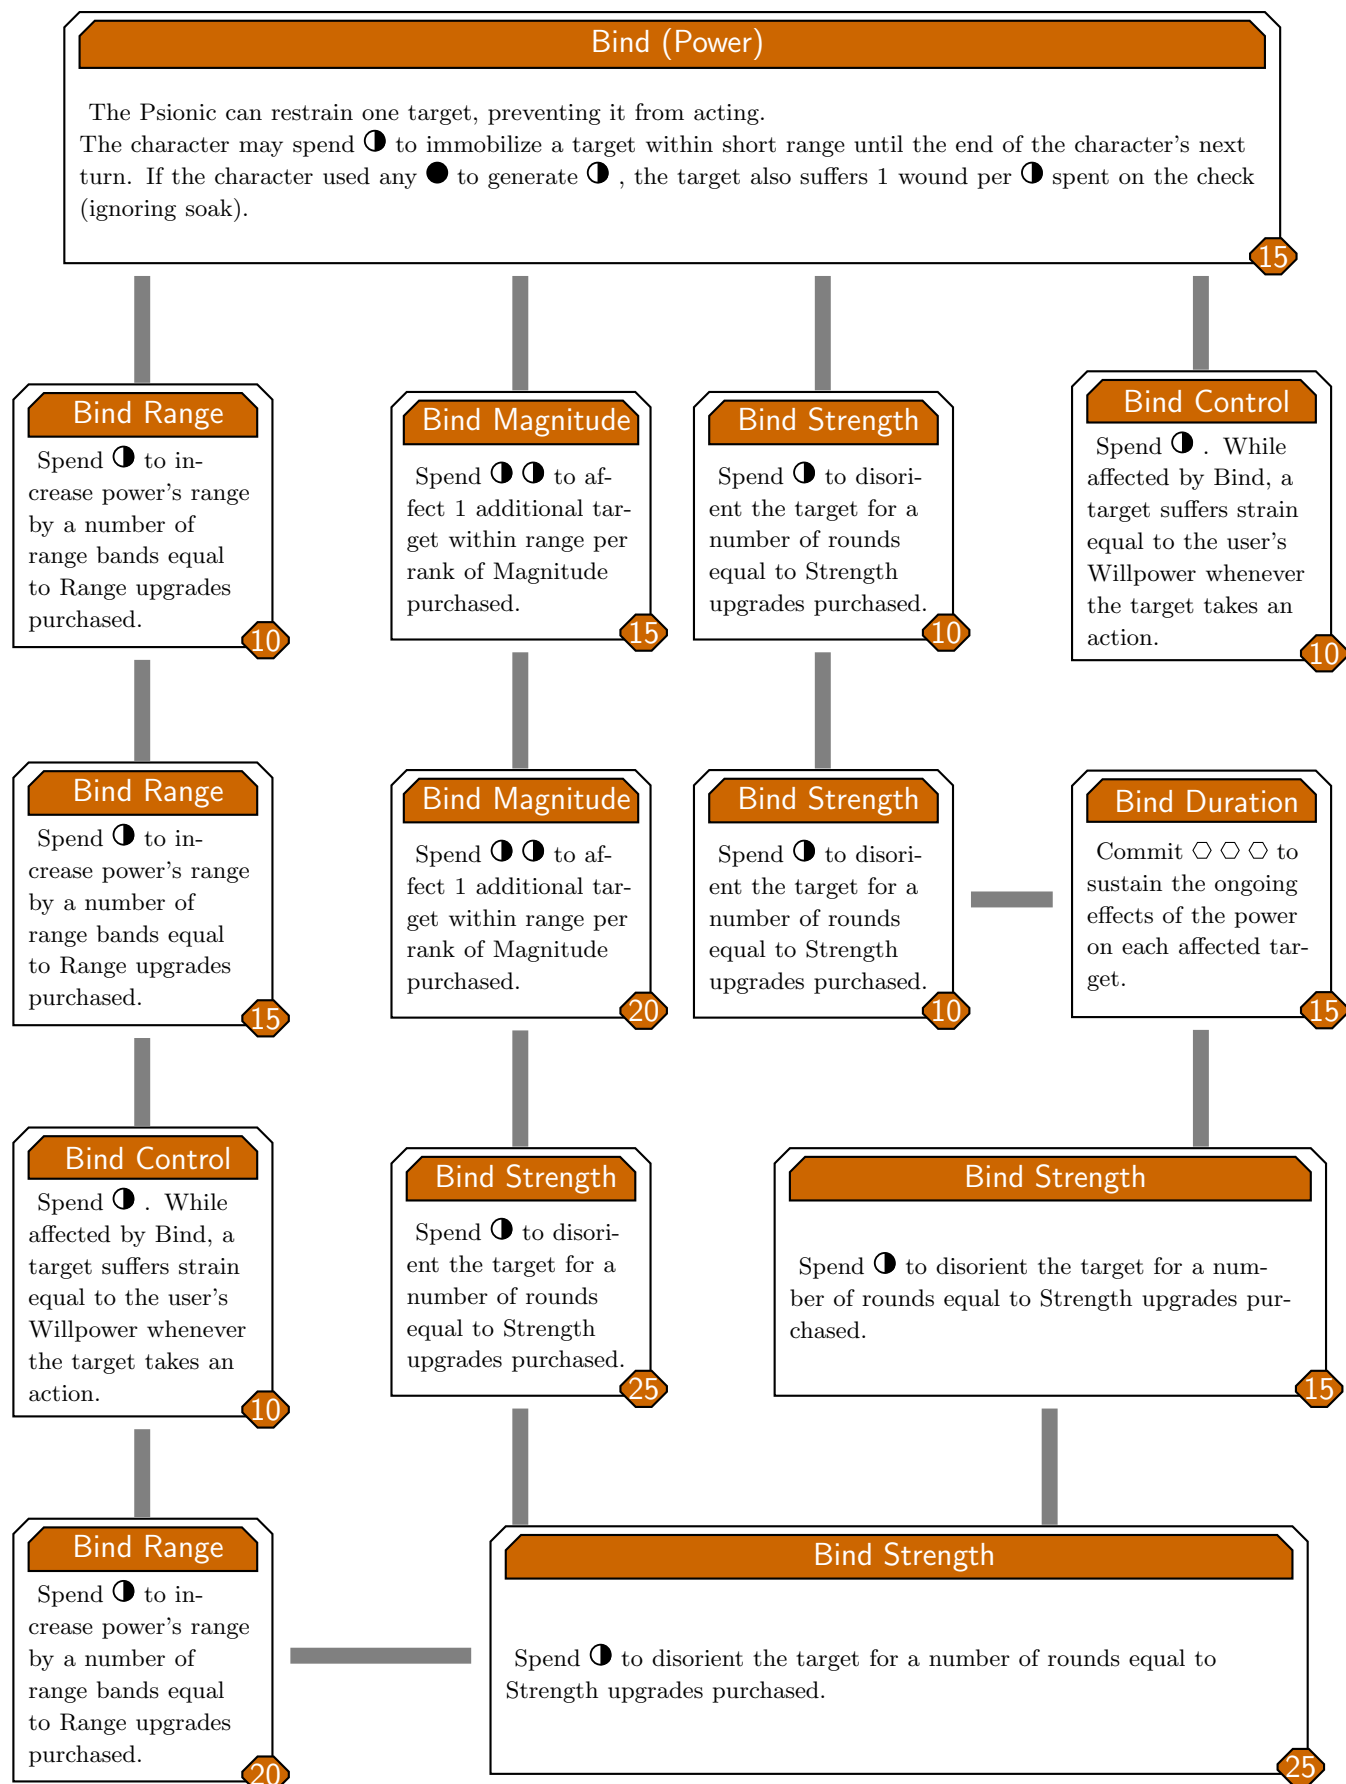 Bind (Power)
The Psionic can restrain one target, preventing it from acting.
The character may spend ◑ to immobilize a target within short range until the end of the character's next
turn. If the character used any ● to generate ◑ , the target also suffers 1 wound per ◑ spent on the check
(ignoring soak).
15
Bind Range
Spend ◑ to in-
crease power's range
by a number of
range bands equal
to Range upgrades
purchased.
10
Bind Magnitude
Spend ◑ ◑ to af-
fect 1 additional tar-
get within range per
rank of Magnitude
purchased.
15
Bind Strength
Spend ◑ to disori-
ent the target for a
number of rounds
equal to Strength
upgrades purchased.
10
Bind Control
Spend ◑ . While
affected by Bind, a
target suffers strain
equal to the user's
Willpower whenever
the target takes an
action.
10
Bind Range
Spend ◑ to in-
crease power's range
by a number of
range bands equal
to Range upgrades
purchased.
15
Bind Magnitude
Spend ◑ ◑ to af-
fect 1 additional tar-
get within range per
rank of Magnitude
purchased.
20
Bind Strength
Spend ◑ to disori-
ent the target for a
number of rounds
equal to Strength
upgrades purchased.
10
Bind Duration
Commit ⎔ ⎔ ⎔ to
sustain the ongoing
effects of the power
on each affected tar-
get.
15
Bind Control
Spend ◑ . While
affected by Bind, a
target suffers strain
equal to the user's
Willpower whenever
the target takes an
action.
10
Bind Strength
Spend ◑ to disori-
ent the target for a
number of rounds
equal to Strength
upgrades purchased.
25
Bind Strength
Spend ◑ to disorient the target for a num-
ber of rounds equal to Strength upgrades pur-
chased.
15
Bind Range
Spend ◑ to in-
crease power's range
by a number of
range bands equal
to Range upgrades
purchased.
20
Bind Strength
Spend ◑ to disorient the target for a number of rounds equal to
Strength upgrades purchased.
25